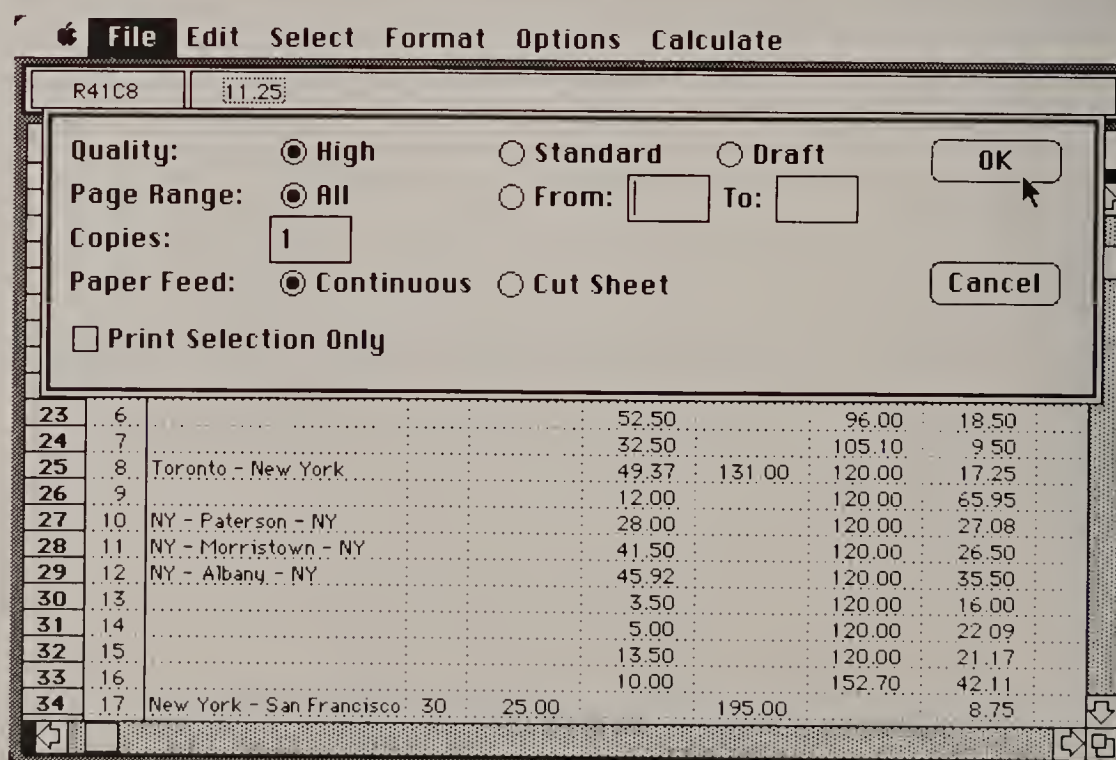 File Edit Select Format Options Calculate
R41C8 11.25
Quality: High Standard Draft OK
Page Range: All From: To:
Copies: 1
Paper Feed: Continuous Cut Sheet Cancel
Print Selection Only
23 6 52.50 96.00 18.50
24 7 32.50 105.10 9.50
25 8 Toronto - New York 49.37 131.00 120.00 17.25
26 9 12.00 120.00 65.95
27 10 NY - Paterson - NY 28.00 120.00 27.08
28 11 NY - Morristown - NY 41.50 120.00 26.50
29 12 NY - Albany - NY 45.92 120.00 35.50
30 13 3.50 120.00 16.00
31 14 5.00 120.00 22.09
32 15 13.50 120.00 21.17
33 16 10.00 152.70 42.11
34 17 New York - San Francisco 30 25.00 195.00 8.75